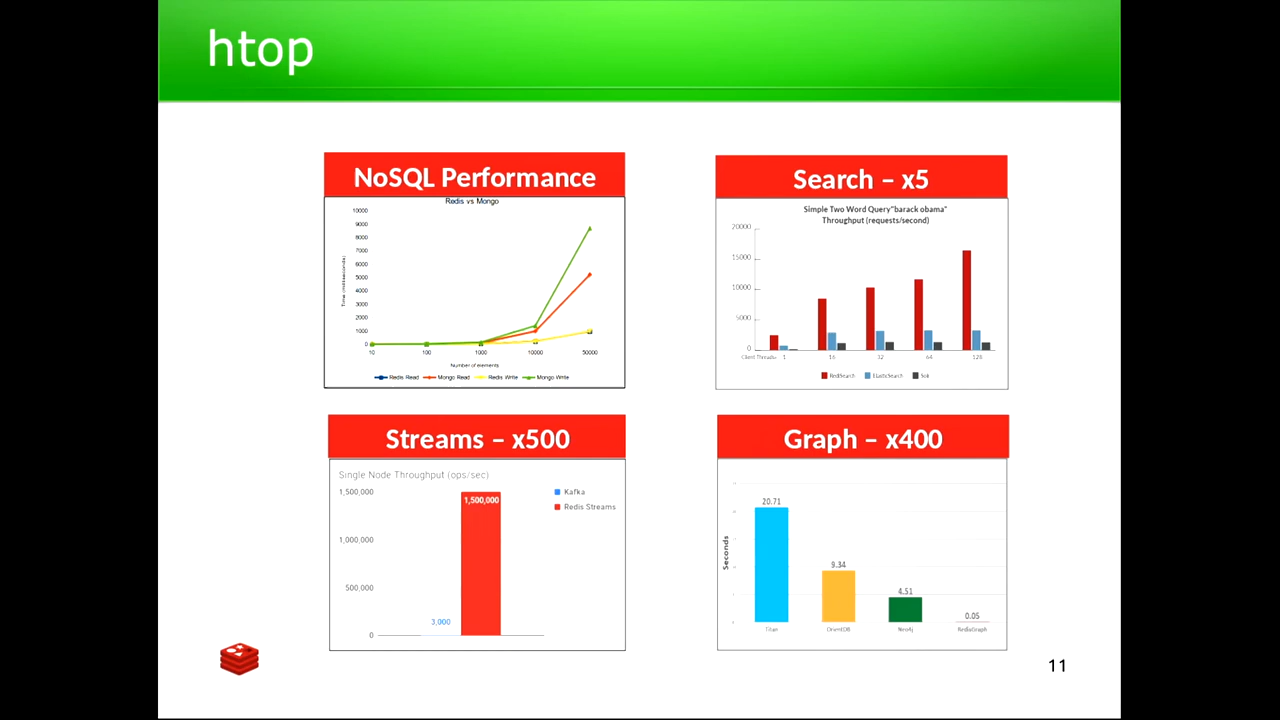 htop
NoSQL Performance
Redis vs Mongo
10000
9000
8000
7000
6000
5000
4000
3000
2000
1000
0
Time (milliseconds)
10 100 1000 10000 50000
Number of elements
Redis Read Mongo Read Redis Write Mongo Write
Search – x5
Simple Two Word Query"barack obama"
Throughput (requests/second)
20000
15000
10000
5000
0
Client Threads: 1 16 32 64 128
RediSearch ElasticSearch Solr
Streams – x500
Single Node Throughput (ops/sec)
1,500,000
1,000,000
500,000
0
3,000
1,500,000
Kafka
Redis Streams
Graph – x400
Seconds
20.71
9.34
4.51
0.05
Titan OrientDB Neo4j RedisGraph
11